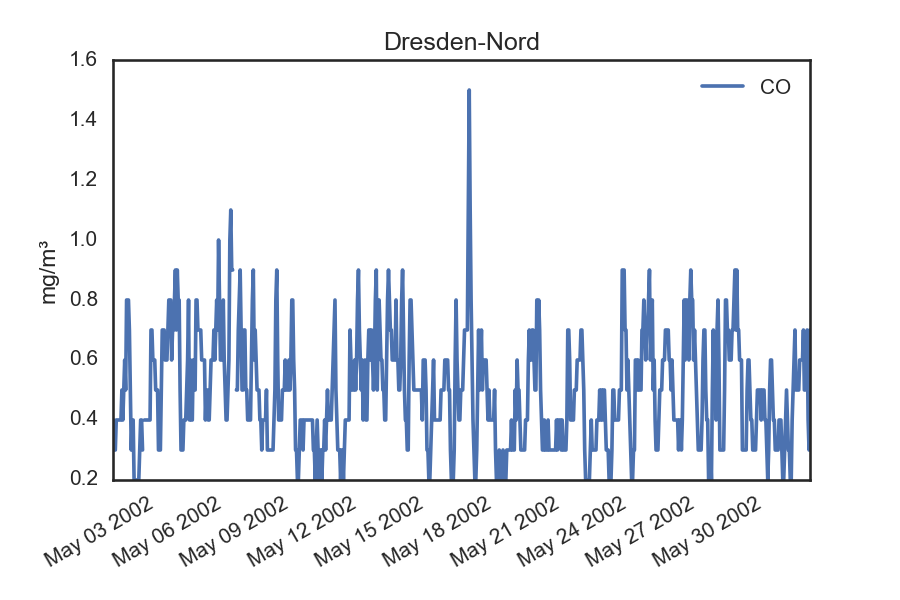 Dresden-Nord
CO
mg/m³
1.6
1.4
1.2
1.0
0.8
0.6
0.4
0.2
May 03 2002
May 06 2002
May 09 2002
May 12 2002
May 15 2002
May 18 2002
May 21 2002
May 24 2002
May 27 2002
May 30 2002